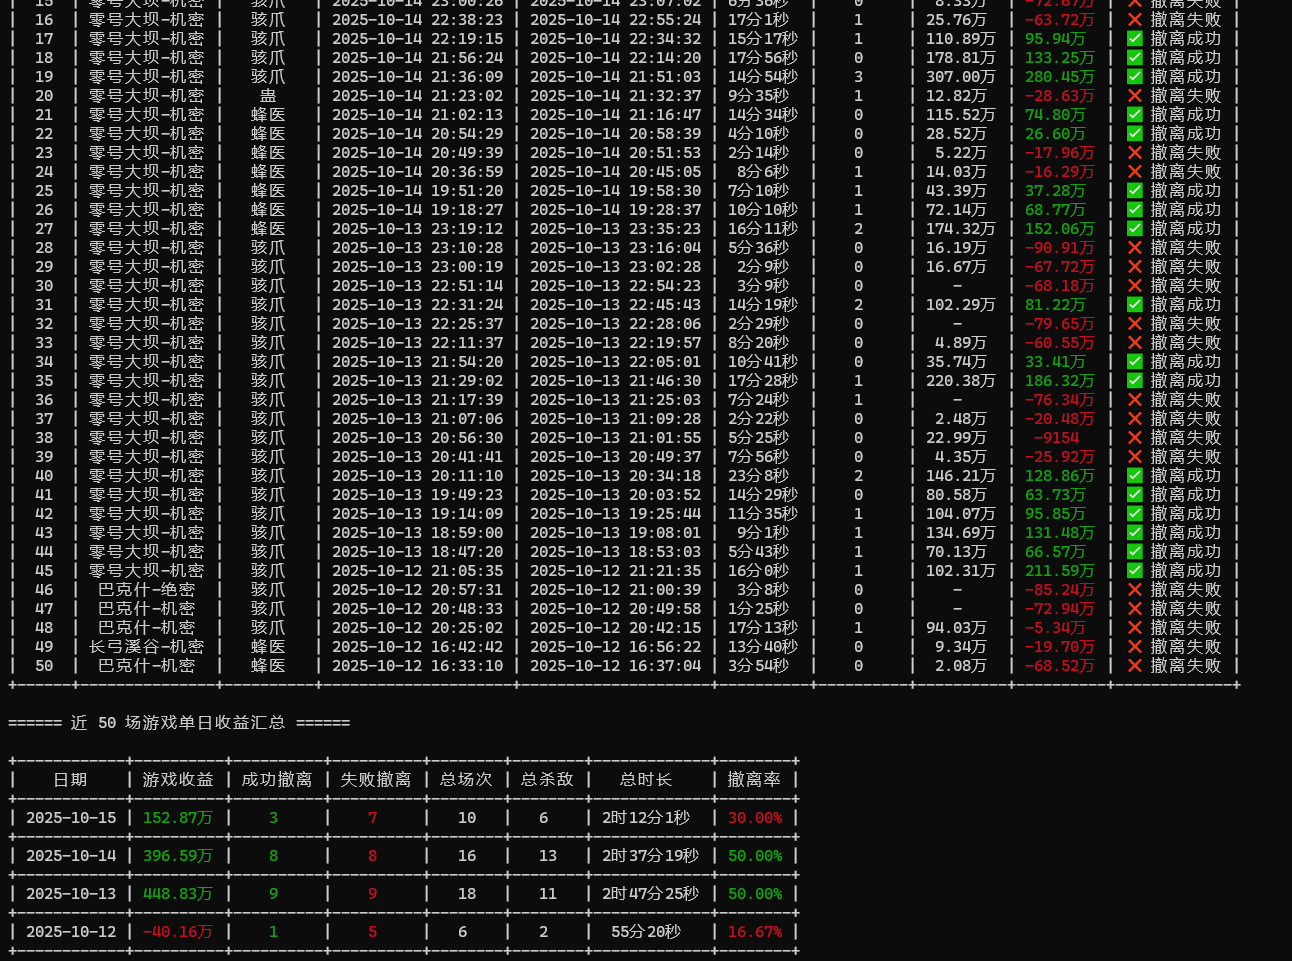 | 15 | 零号大坝-机密 | 骇爪 | 2025-10-14 23:00:26 | 2025-10-14 23:07:02 | 6分36秒 | 0 | 8.33万 | -72.67万 | ❌ 撤离失败 |
| 16 | 零号大坝-机密 | 骇爪 | 2025-10-14 22:38:23 | 2025-10-14 22:55:24 | 17分1秒 | 1 | 25.76万 | -63.72万 | ❌ 撤离失败 |
| 17 | 零号大坝-机密 | 骇爪 | 2025-10-14 22:19:15 | 2025-10-14 22:34:32 | 15分17秒 | 1 | 110.89万 | 95.94万 | ✅ 撤离成功 |
| 18 | 零号大坝-机密 | 骇爪 | 2025-10-14 21:56:24 | 2025-10-14 22:14:20 | 17分56秒 | 0 | 178.81万 | 133.25万 | ✅ 撤离成功 |
| 19 | 零号大坝-机密 | 骇爪 | 2025-10-14 21:36:09 | 2025-10-14 21:51:03 | 14分54秒 | 3 | 307.00万 | 280.45万 | ✅ 撤离成功 |
| 20 | 零号大坝-机密 | 蛊 | 2025-10-14 21:23:02 | 2025-10-14 21:32:37 | 9分35秒 | 1 | 12.82万 | -28.63万 | ❌ 撤离失败 |
| 21 | 零号大坝-机密 | 蜂医 | 2025-10-14 21:02:13 | 2025-10-14 21:16:47 | 14分34秒 | 0 | 115.52万 | 74.80万 | ✅ 撤离成功 |
| 22 | 零号大坝-机密 | 蜂医 | 2025-10-14 20:54:29 | 2025-10-14 20:58:39 | 4分10秒 | 0 | 28.52万 | 26.60万 | ✅ 撤离成功 |
| 23 | 零号大坝-机密 | 蜂医 | 2025-10-14 20:49:39 | 2025-10-14 20:51:53 | 2分14秒 | 0 | 5.22万 | -17.96万 | ❌ 撤离失败 |
| 24 | 零号大坝-机密 | 蜂医 | 2025-10-14 20:36:59 | 2025-10-14 20:45:05 | 8分6秒 | 1 | 14.03万 | -16.29万 | ❌ 撤离失败 |
| 25 | 零号大坝-机密 | 蜂医 | 2025-10-14 19:51:20 | 2025-10-14 19:58:30 | 7分10秒 | 1 | 43.39万 | 37.28万 | ✅ 撤离成功 |
| 26 | 零号大坝-机密 | 蜂医 | 2025-10-14 19:18:27 | 2025-10-14 19:28:37 | 10分10秒 | 1 | 72.14万 | 68.77万 | ✅ 撤离成功 |
| 27 | 零号大坝-机密 | 蜂医 | 2025-10-13 23:19:12 | 2025-10-13 23:35:23 | 16分11秒 | 2 | 174.32万 | 152.06万 | ✅ 撤离成功 |
| 28 | 零号大坝-机密 | 骇爪 | 2025-10-13 23:10:28 | 2025-10-13 23:16:04 | 5分36秒 | 0 | 16.19万 | -90.91万 | ❌ 撤离失败 |
| 29 | 零号大坝-机密 | 骇爪 | 2025-10-13 23:00:19 | 2025-10-13 23:02:28 | 2分9秒 | 0 | 16.67万 | -67.72万 | ❌ 撤离失败 |
| 30 | 零号大坝-机密 | 骇爪 | 2025-10-13 22:51:14 | 2025-10-13 22:54:23 | 3分9秒 | 0 | - | -68.18万 | ❌ 撤离失败 |
| 31 | 零号大坝-机密 | 骇爪 | 2025-10-13 22:31:24 | 2025-10-13 22:45:43 | 14分19秒 | 2 | 102.29万 | 81.22万 | ✅ 撤离成功 |
| 32 | 零号大坝-机密 | 骇爪 | 2025-10-13 22:25:37 | 2025-10-13 22:28:06 | 2分29秒 | 0 | - | -79.65万 | ❌ 撤离失败 |
| 33 | 零号大坝-机密 | 骇爪 | 2025-10-13 22:11:37 | 2025-10-13 22:19:57 | 8分20秒 | 0 | 4.89万 | -60.55万 | ❌ 撤离失败 |
| 34 | 零号大坝-机密 | 骇爪 | 2025-10-13 21:54:20 | 2025-10-13 22:05:01 | 10分41秒 | 0 | 35.74万 | 33.41万 | ✅ 撤离成功 |
| 35 | 零号大坝-机密 | 骇爪 | 2025-10-13 21:29:02 | 2025-10-13 21:46:30 | 17分28秒 | 1 | 220.38万 | 186.32万 | ✅ 撤离成功 |
| 36 | 零号大坝-机密 | 骇爪 | 2025-10-13 21:17:39 | 2025-10-13 21:25:03 | 7分24秒 | 1 | - | -76.34万 | ❌ 撤离失败 |
| 37 | 零号大坝-机密 | 骇爪 | 2025-10-13 21:07:06 | 2025-10-13 21:09:28 | 2分22秒 | 0 | 2.48万 | -20.48万 | ❌ 撤离失败 |
| 38 | 零号大坝-机密 | 骇爪 | 2025-10-13 20:56:30 | 2025-10-13 21:01:55 | 5分25秒 | 0 | 22.99万 | -9154 | ❌ 撤离失败 |
| 39 | 零号大坝-机密 | 骇爪 | 2025-10-13 20:41:41 | 2025-10-13 20:49:37 | 7分56秒 | 0 | 4.35万 | -25.92万 | ❌ 撤离失败 |
| 40 | 零号大坝-机密 | 骇爪 | 2025-10-13 20:11:10 | 2025-10-13 20:34:18 | 23分8秒 | 2 | 146.21万 | 128.86万 | ✅ 撤离成功 |
| 41 | 零号大坝-机密 | 骇爪 | 2025-10-13 19:49:23 | 2025-10-13 20:03:52 | 14分29秒 | 0 | 80.58万 | 63.73万 | ✅ 撤离成功 |
| 42 | 零号大坝-机密 | 骇爪 | 2025-10-13 19:14:09 | 2025-10-13 19:25:44 | 11分35秒 | 1 | 104.07万 | 95.85万 | ✅ 撤离成功 |
| 43 | 零号大坝-机密 | 骇爪 | 2025-10-13 18:59:00 | 2025-10-13 19:08:01 | 9分1秒 | 1 | 134.69万 | 131.48万 | ✅ 撤离成功 |
| 44 | 零号大坝-机密 | 骇爪 | 2025-10-13 18:47:20 | 2025-10-13 18:53:03 | 5分43秒 | 1 | 70.13万 | 66.57万 | ✅ 撤离成功 |
| 45 | 零号大坝-机密 | 骇爪 | 2025-10-12 21:05:35 | 2025-10-12 21:21:35 | 16分0秒 | 1 | 102.31万 | 211.59万 | ✅ 撤离成功 |
| 46 | 巴克什-绝密 | 骇爪 | 2025-10-12 20:57:31 | 2025-10-12 21:00:39 | 3分8秒 | 0 | - | -85.24万 | ❌ 撤离失败 |
| 47 | 巴克什-机密 | 骇爪 | 2025-10-12 20:48:33 | 2025-10-12 20:49:58 | 1分25秒 | 0 | - | -72.94万 | ❌ 撤离失败 |
| 48 | 巴克什-机密 | 骇爪 | 2025-10-12 20:25:02 | 2025-10-12 20:42:15 | 17分13秒 | 1 | 94.03万 | -5.34万 | ❌ 撤离失败 |
| 49 | 长弓溪谷-机密 | 蜂医 | 2025-10-12 16:42:42 | 2025-10-12 16:56:22 | 13分40秒 | 0 | 9.34万 | -19.70万 | ❌ 撤离失败 |
| 50 | 巴克什-机密 | 蜂医 | 2025-10-12 16:33:10 | 2025-10-12 16:37:04 | 3分54秒 | 0 | 2.08万 | -68.52万 | ❌ 撤离失败 |
====== 近 50 场游戏单日收益汇总 ======
| 日期 | 游戏收益 | 成功撤离 | 失败撤离 | 总场次 | 总杀敌 | 总时长 | 撤离率 |
| 2025-10-15 | 152.87万 | 3 | 7 | 10 | 6 | 2时12分1秒 | 30.00% |
| 2025-10-14 | 396.59万 | 8 | 8 | 16 | 13 | 2时37分19秒 | 50.00% |
| 2025-10-13 | 448.83万 | 9 | 9 | 18 | 11 | 2时47分25秒 | 50.00% |
| 2025-10-12 | -40.16万 | 1 | 5 | 6 | 2 | 55分20秒 | 16.67% |